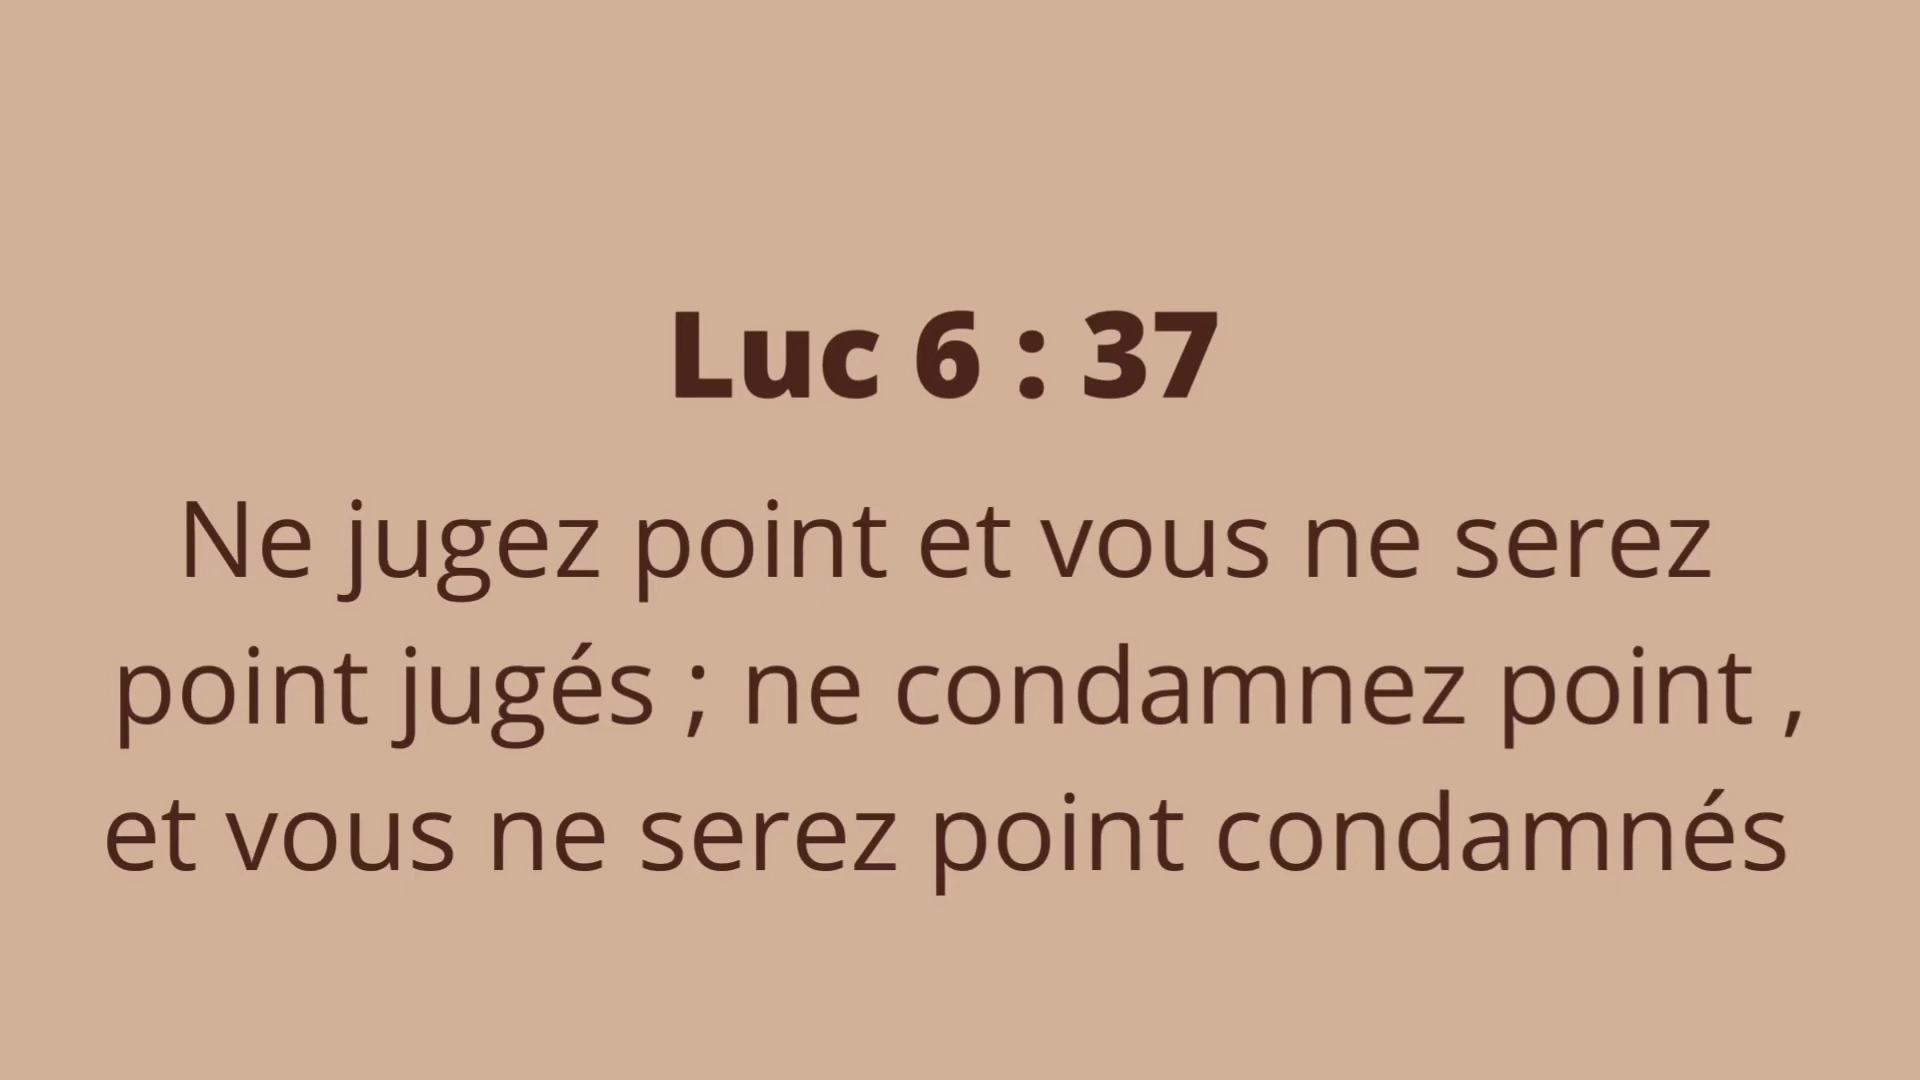 Luc 6 : 37
Ne jugez point et vous ne serez
point jugés ; ne condamnez point ,
et vous ne serez point condamnés